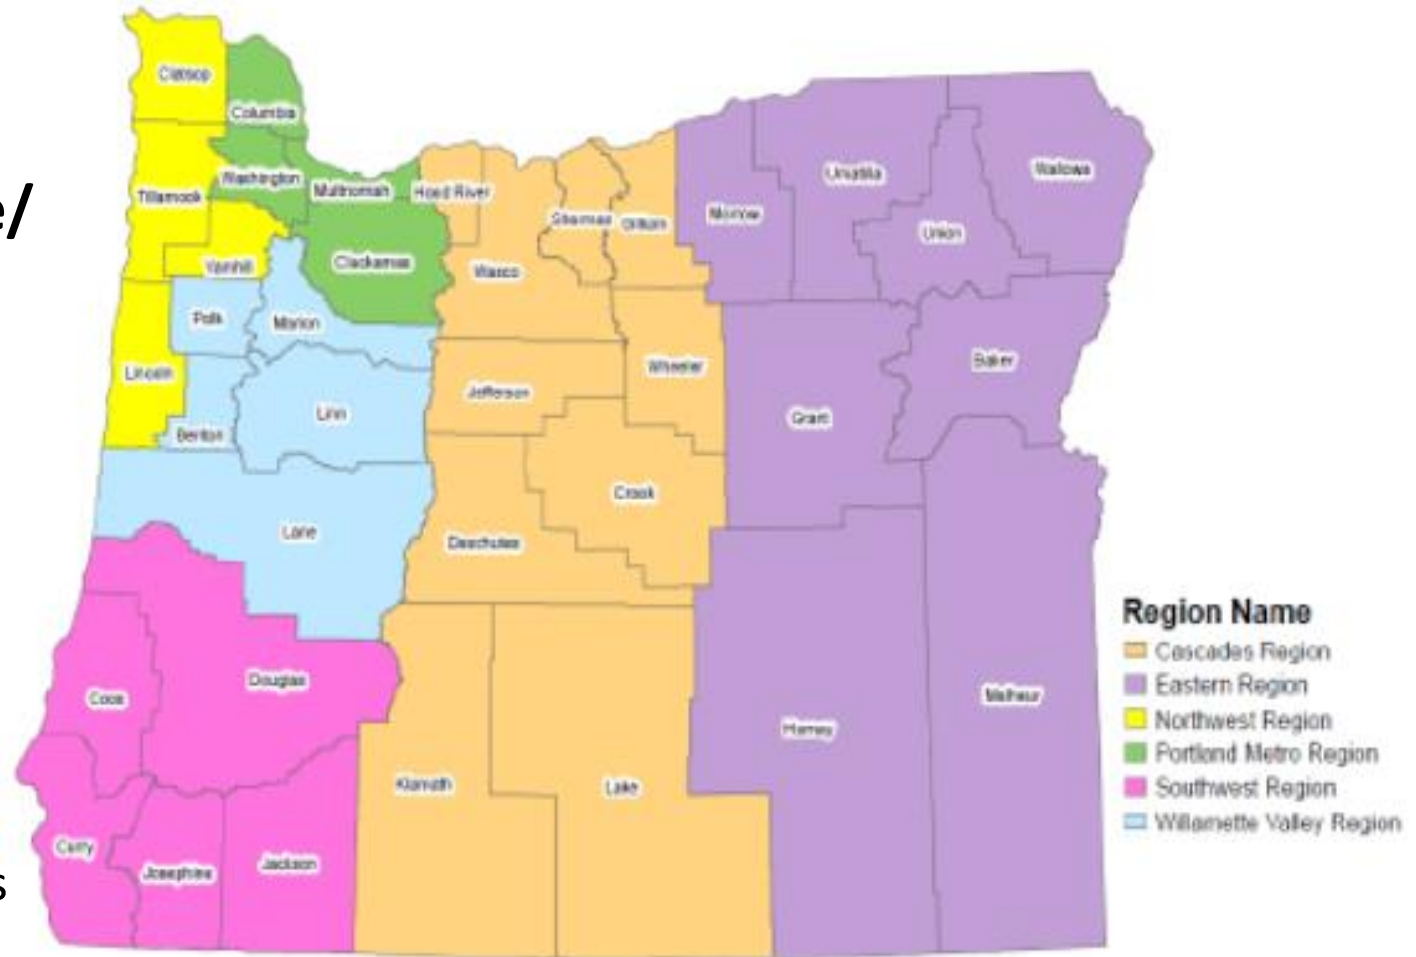 e/
s
Clatsop
Columbia
Tillamook
Washington
Multnomah
Hood River
Sherman
Gilliam
Morrow
Umatilla
Wallowa
Union
Yamhill
Clackamas
Wasco
Polk
Marion
Lincoln
Jefferson
Wheeler
Baker
Linn
Grant
Benton
Crook
Lane
Deschutes
Coos
Douglas
Malheur
Harney
Klamath
Lake
Curry
Josephine
Jackson
Region Name
Cascades Region
Eastern Region
Northwest Region
Portland Metro Region
Southwest Region
Willamette Valley Region